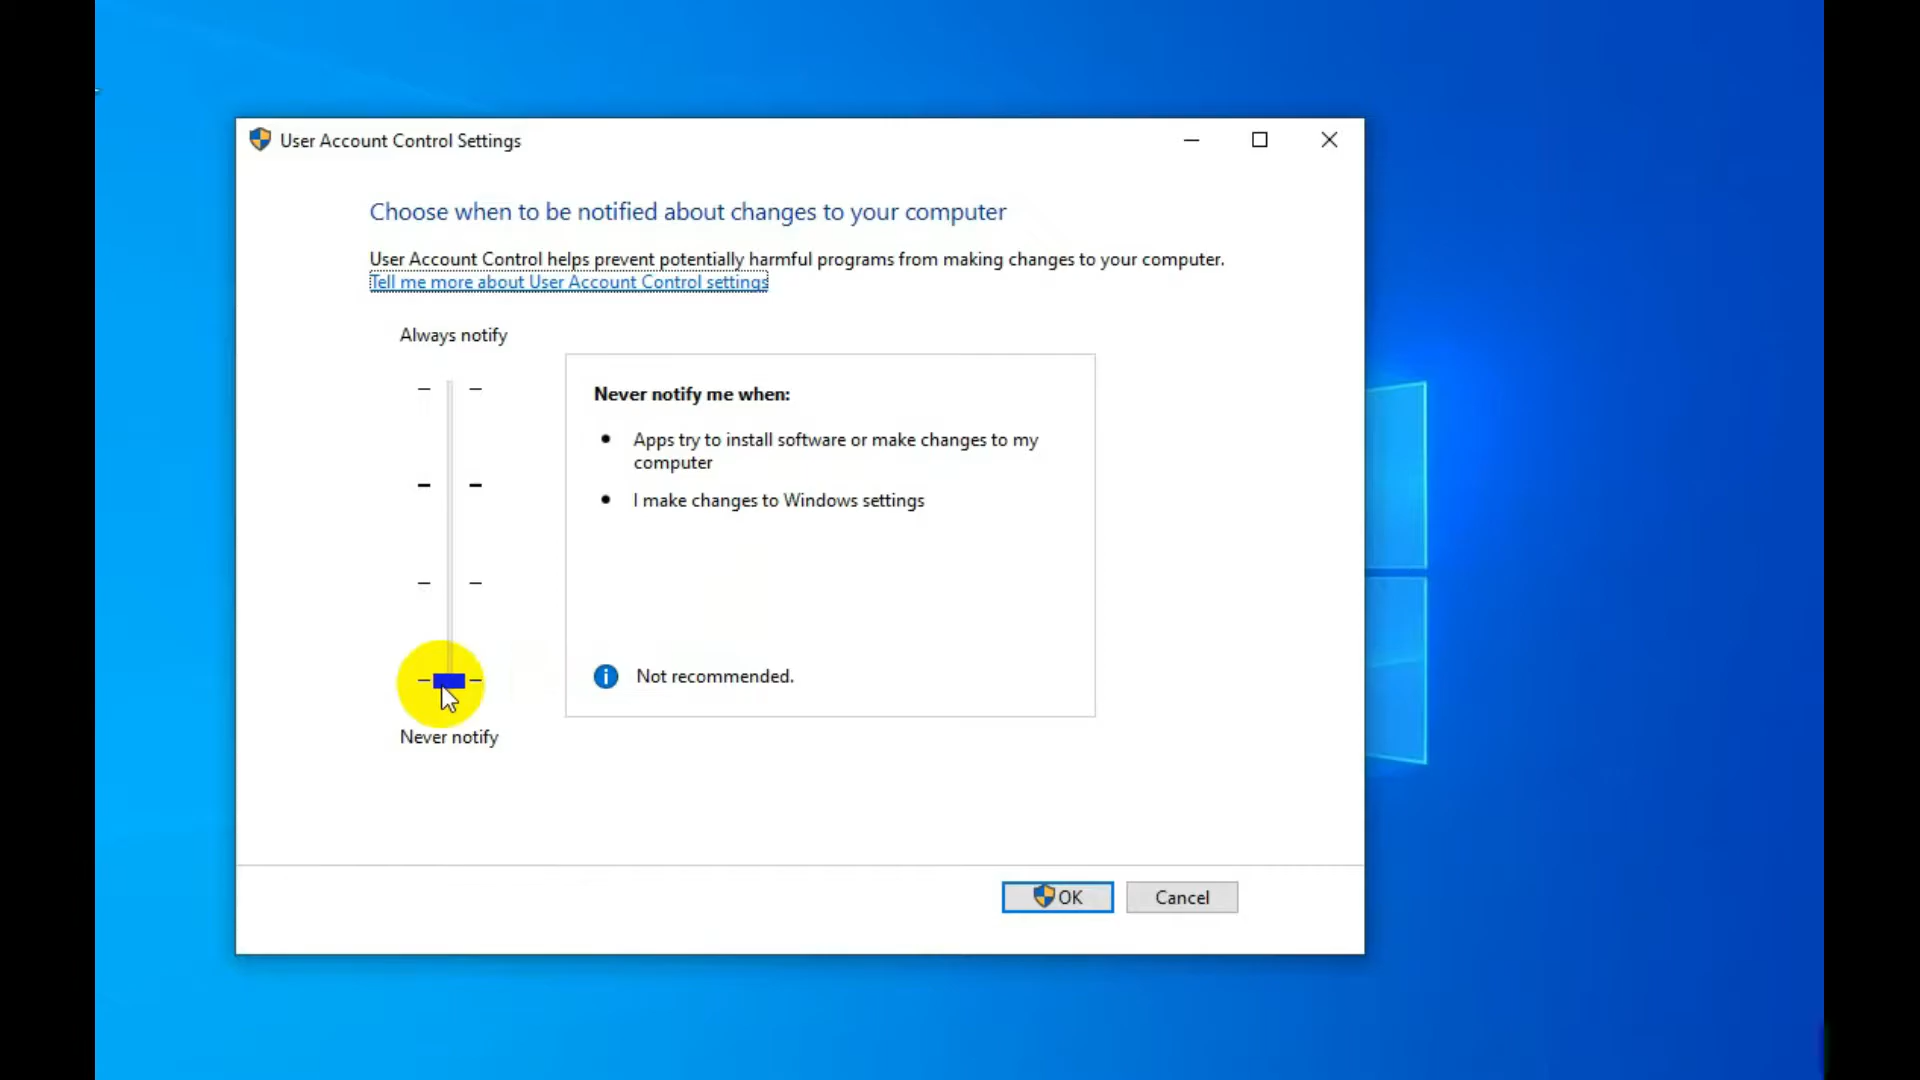 User Account Control Settings
Choose when to be notified about changes to your computer
User Account Control helps prevent potentially harmful programs from making changes to your computer.
Tell me more about User Account Control settings
Always notify
Never notify me when:
Apps try to install software or make changes to my
computer
I make changes to Windows settings
Not recommended.
Never notify
OK
Cancel